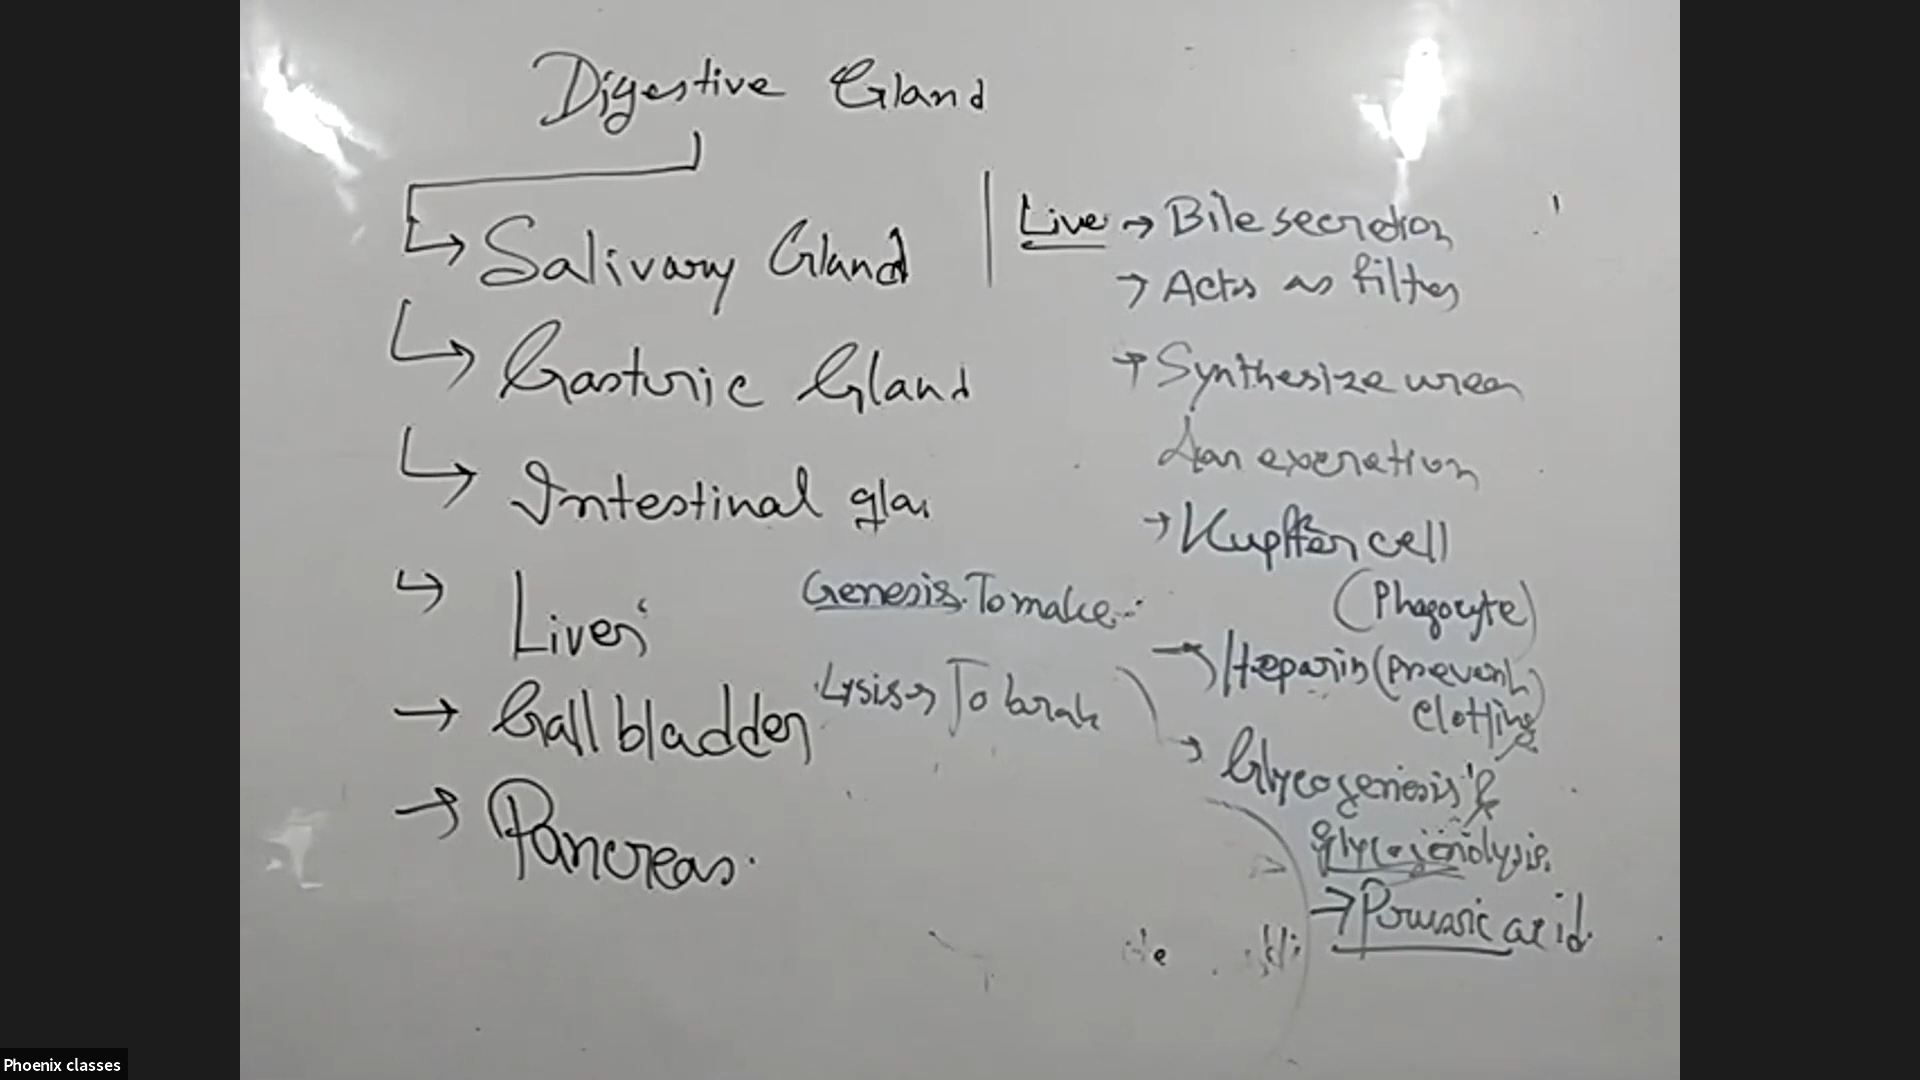 Digestive Gland
Salivary Gland
Gastric Gland
Intestinal gla
Liver
Gall bladder
Pancreas.
Live → Bile secretion
→ Acts as filter
→ Synthesize urea
for excretion
→ Kupffer cell
(Phagocyte)
→ Heparin (Prevent
clotting
Genesis. To make
Lysis → To break
→ Glycogenesis &
glycogenolysis.
→ acid.
Phoenix classes